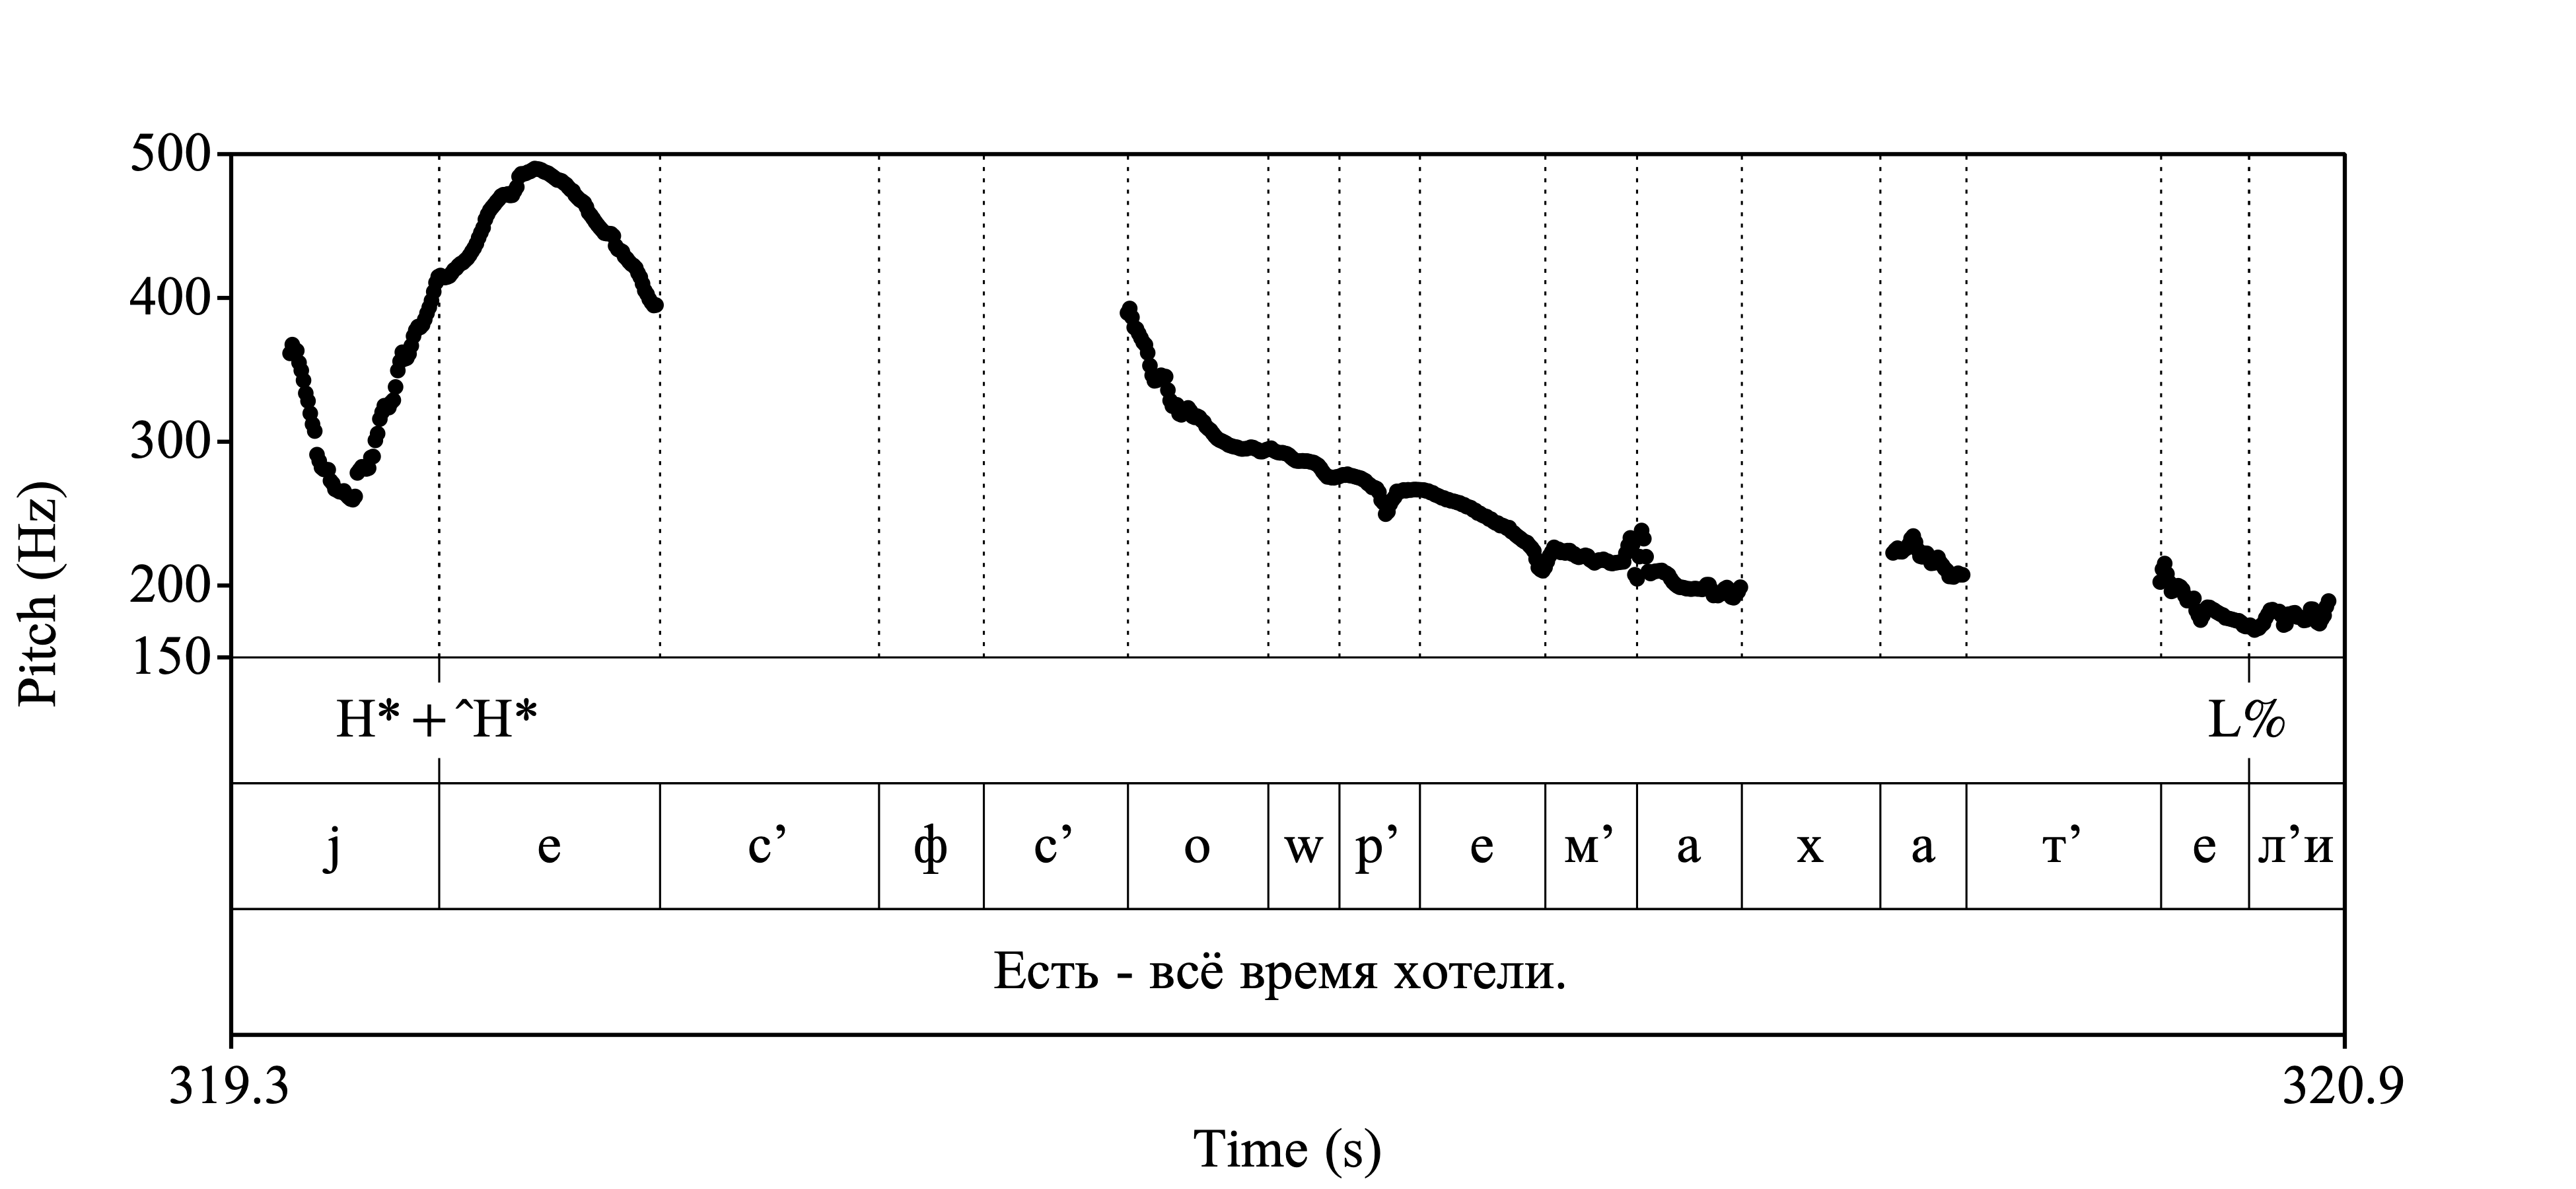 500
400
300
200
150
Pitch (Hz)
H* + ^H* L%
j е с’ ф с’ о w р’ е м’ а х а т’ е л’и
Есть - всё время хотели.
319.3 320.9
Time (s)